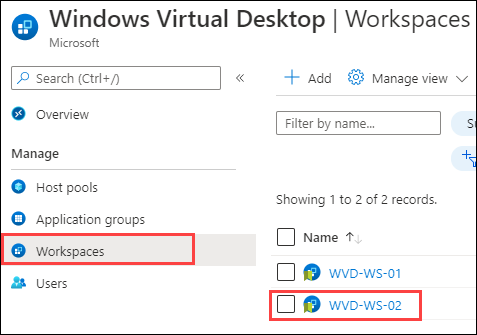 Windows Virtual Desktop | Workspaces
Microsoft
Search (Ctrl+/)
«
Overview
Manage
Host pools
Application groups
Workspaces
Users
+ Add Manage view
Filter by name...
Showing 1 to 2 of 2 records.
Name ↑↓
WVD-WS-01
WVD-WS-02